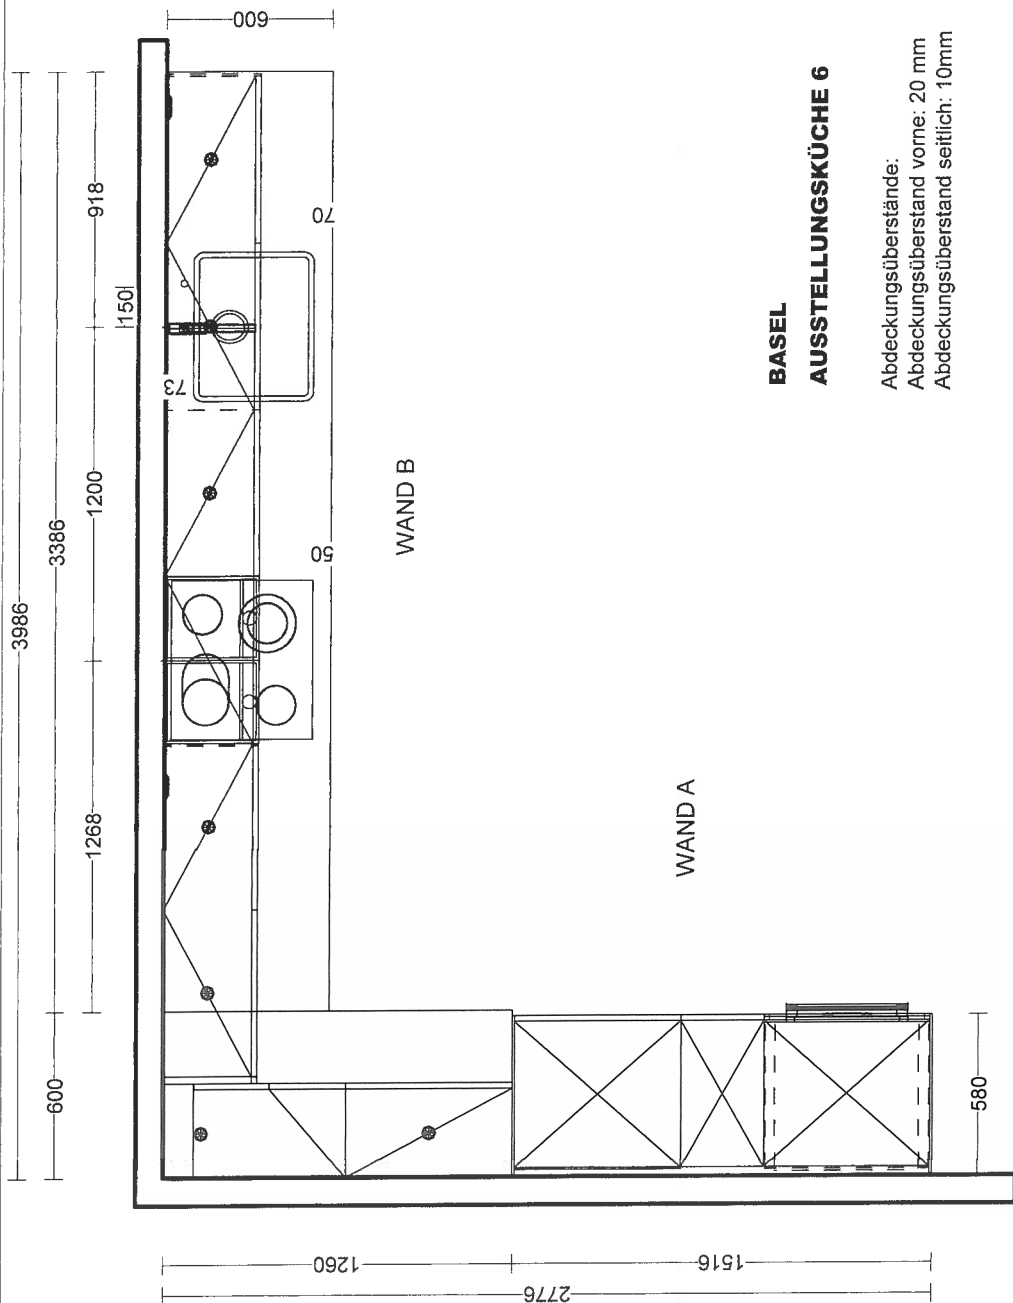 3986
600
3386
1268
1200
918
150
600
73
70
50
WAND B
WAND A
580
1260
1516
2776
BASEL
AUSSTELLUNGSKÜCHE 6
Abdeckungsüberstände:
Abdeckungsüberstand vorne: 20 mm
Abdeckungsüberstand seitlich: 10mm